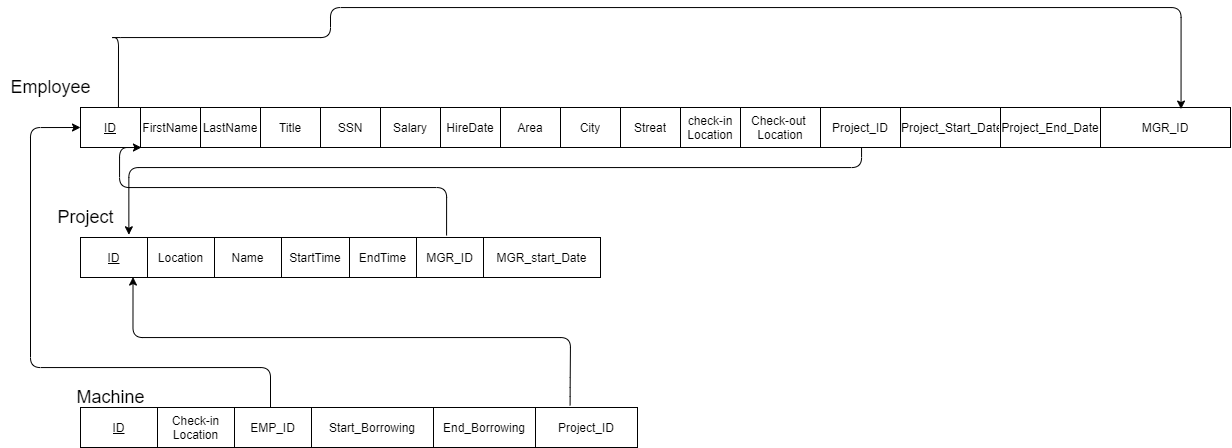 Employee
ID FirstName LastName Title SSN Salary HireDate Area City Streat check-in Location Check-out Location Project_ID Project_Start_Date Project_End_Date MGR_ID
Project
ID Location Name StartTime EndTime MGR_ID MGR_start_Date
Machine
ID Check-in Location EMP_ID Start_Borrowing End_Borrowing Project_ID